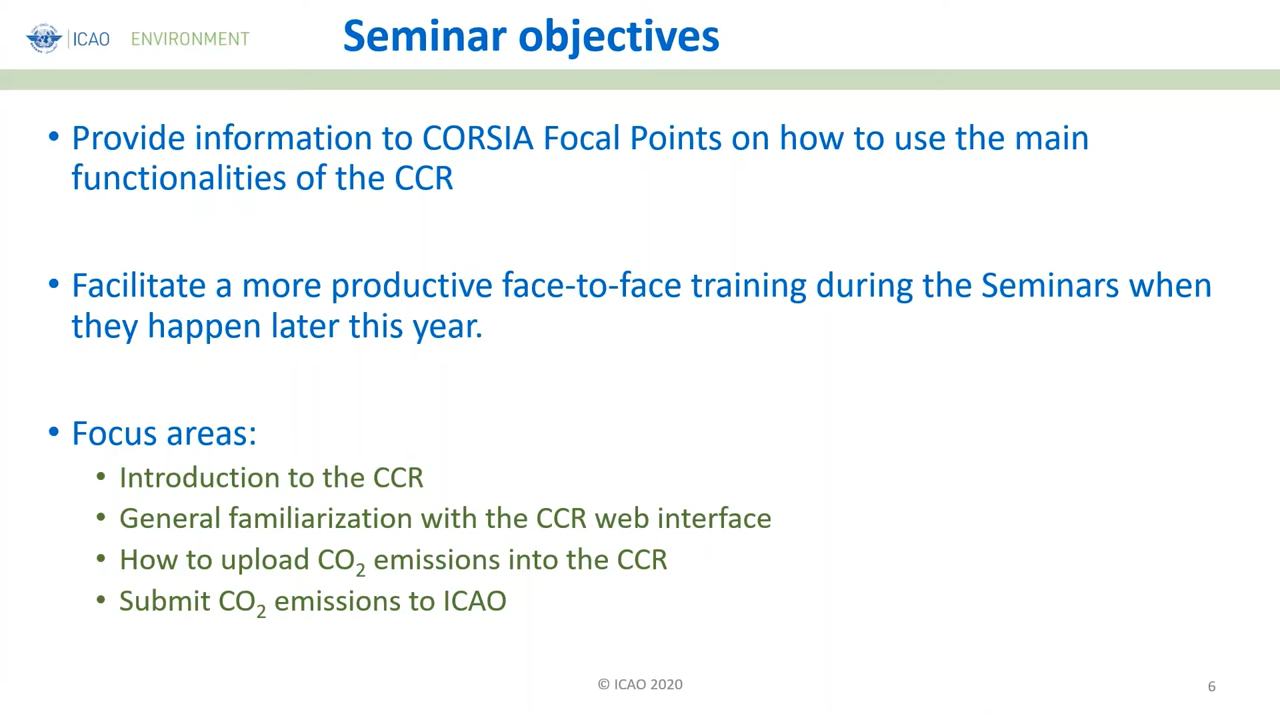 ICAO ENVIRONMENT
Seminar objectives
• Provide information to CORSIA Focal Points on how to use the main
functionalities of the CCR
• Facilitate a more productive face-to-face training during the Seminars when
they happen later this year.
• Focus areas:
• Introduction to the CCR
• General familiarization with the CCR web interface
• How to upload CO₂ emissions into the CCR
• Submit CO₂ emissions to ICAO
© ICAO 2020
6